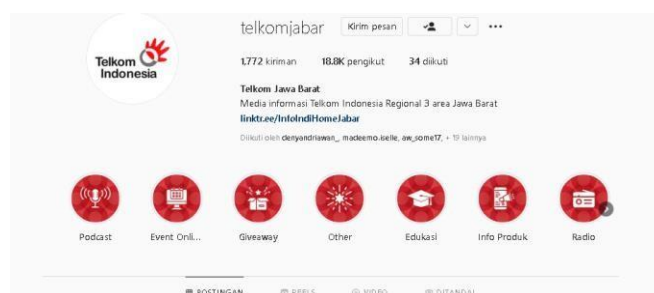 telkomjabar Kirim pesan
Telkom
Indonesia
1.772 kiriman 18.8K pengikut 34 diikuti
Telkom Jawa Barat
Media informasi Telkom Indonesia Regional 3 area Jawa Barat
linktr.ee/InfoIndiHomeJabar
Diikuti oleh denyandriawan_, madeemo.iselle, aw_some17, + 19 lainnya
Podcast Event Onli... Giveaway Other Edukasi Info Produk Radio
POSTINGAN REELS VIDEO DITANDAI